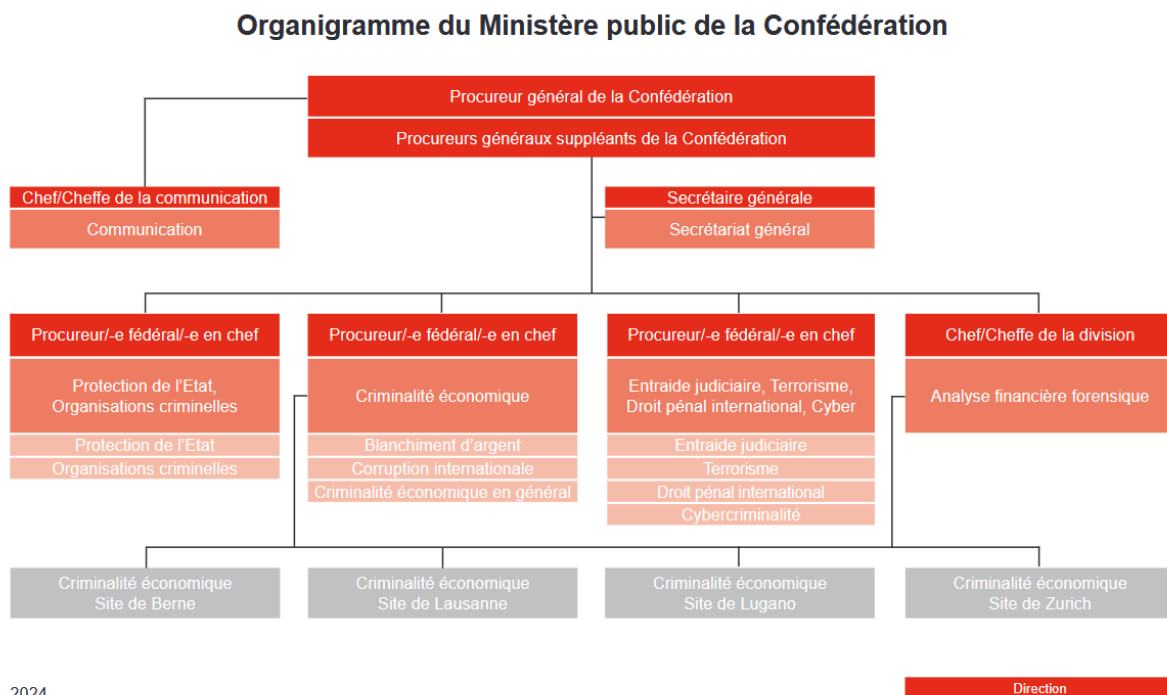 Organigramme du Ministère public de la Confédération
Procureur général de la Confédération
Procureurs généraux suppléants de la Confédération
Chef/Cheffe de la communication
Communication
Secrétaire générale
Secrétariat général
Procureur/-e fédéral/-e en chef
Protection de l'Etat,
Organisations criminelles
Protection de l'Etat
Organisations criminelles
Procureur/-e fédéral/-e en chef
Criminalité économique
Blanchiment d'argent
Corruption internationale
Criminalité économique en général
Procureur/-e fédéral/-e en chef
Entraide judiciaire, Terrorisme,
Droit pénal international, Cyber
Entraide judiciaire
Terrorisme
Droit pénal international
Cybercriminalité
Chef/Cheffe de la division
Analyse financière forensique
Criminalité économique
Site de Berne
Criminalité économique
Site de Lausanne
Criminalité économique
Site de Lugano
Criminalité économique
Site de Zurich
2024
Direction